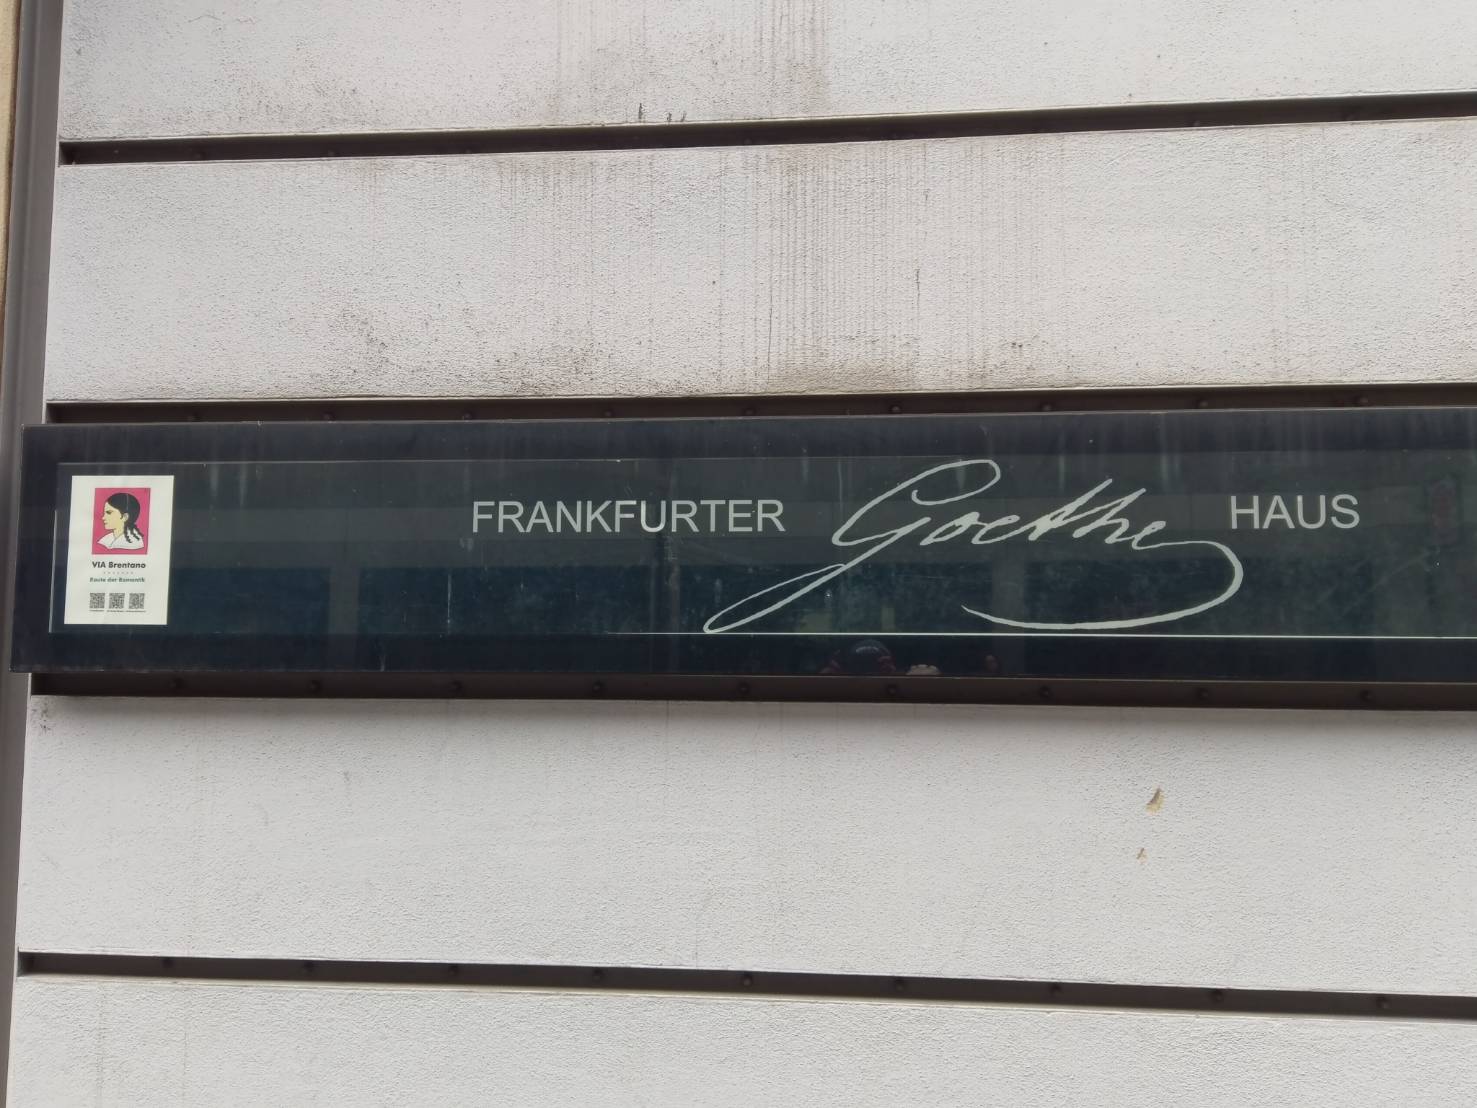 FRANKFURTER Goethe HAUS
VIA Brentano
Route der Romantik